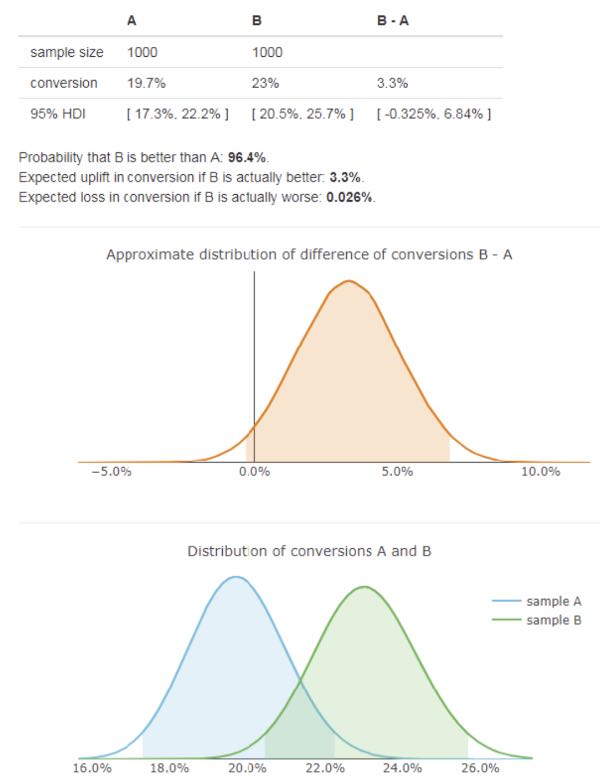 A B B - A
sample size 1000 1000
conversion 19.7% 23% 3.3%
95% HDI [ 17.3%, 22.2% ] [ 20.5%, 25.7% ] [ -0.325%, 6.84% ]
Probability that B is better than A: 96.4%.
Expected uplift in conversion if B is actually better: 3.3%.
Expected loss in conversion if B is actually worse: 0.026%.
Approximate distribution of difference of conversions B - A
−5.0% 0.0% 5.0% 10.0%
Distribution of conversions A and B
sample A
sample B
16.0% 18.0% 20.0% 22.0% 24.0% 26.0%